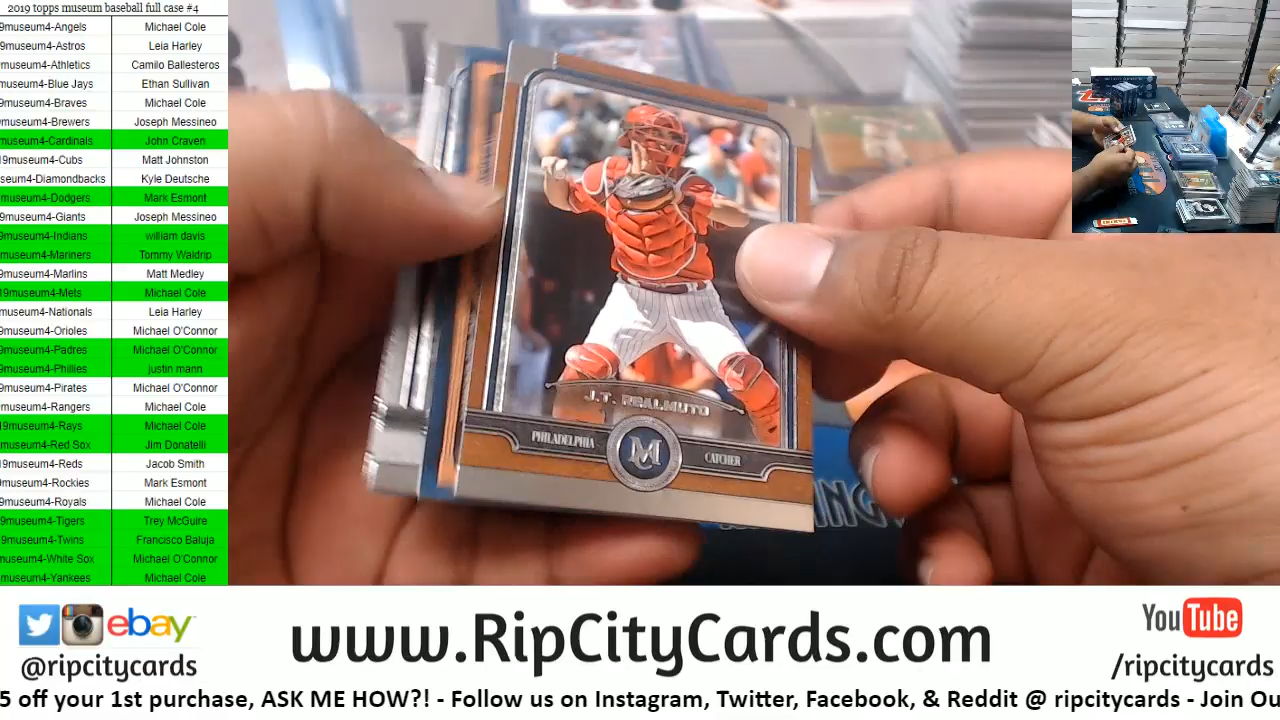 2019 topps museum baseball full case #4
9museum4-Angels Michael Cole
9museum4-Astros Leia Harley
9museum4-Athletics Camilo Ballesteros
museum4-Blue Jays Ethan Sullivan
9museum4-Braves Michael Cole
9museum4-Brewers Joseph Messineo
museum4-Cardinals John Craven
19museum4-Cubs Matt Johnston
seum4-Diamondbacks Kyle Deutsche
museum4-Dodgers Mark Esmont
9museum4-Giants Joseph Messineo
9museum4-Indians william davis
museum4-Mariners Tommy Waldrip
museum4-Marlins Matt Medley
19museum4-Mets Michael Cole
museum4-Nationals Leia Harley
9museum4-Orioles Michael O'Connor
9museum4-Padres Michael O'Connor
museum4-Phillies justin mann
9museum4-Pirates Michael O'Connor
9museum4-Rangers Michael Cole
19museum4-Rays Michael Cole
museum4-Red Sox Jim Donatelli
19museum4-Reds Jacob Smith
9museum4-Rockies Mark Esmont
9museum4-Royals Michael Cole
9museum4-Tigers Trey McGuire
9museum4-Twins Francisco Baluja
museum4-White Sox Michael O'Connor
museum4-Yankees Michael Cole
J.T. REALMUTO
PHILADELPHIA MC CATCHER
ebay
@ripcitycards
www.RipCityCards.com
YouTube
/ripcitycards
5 off your 1st purchase, ASK ME HOW?! - Follow us on Instagram, Twitter, Facebook, & Reddit @ ripcitycards - Join Ou